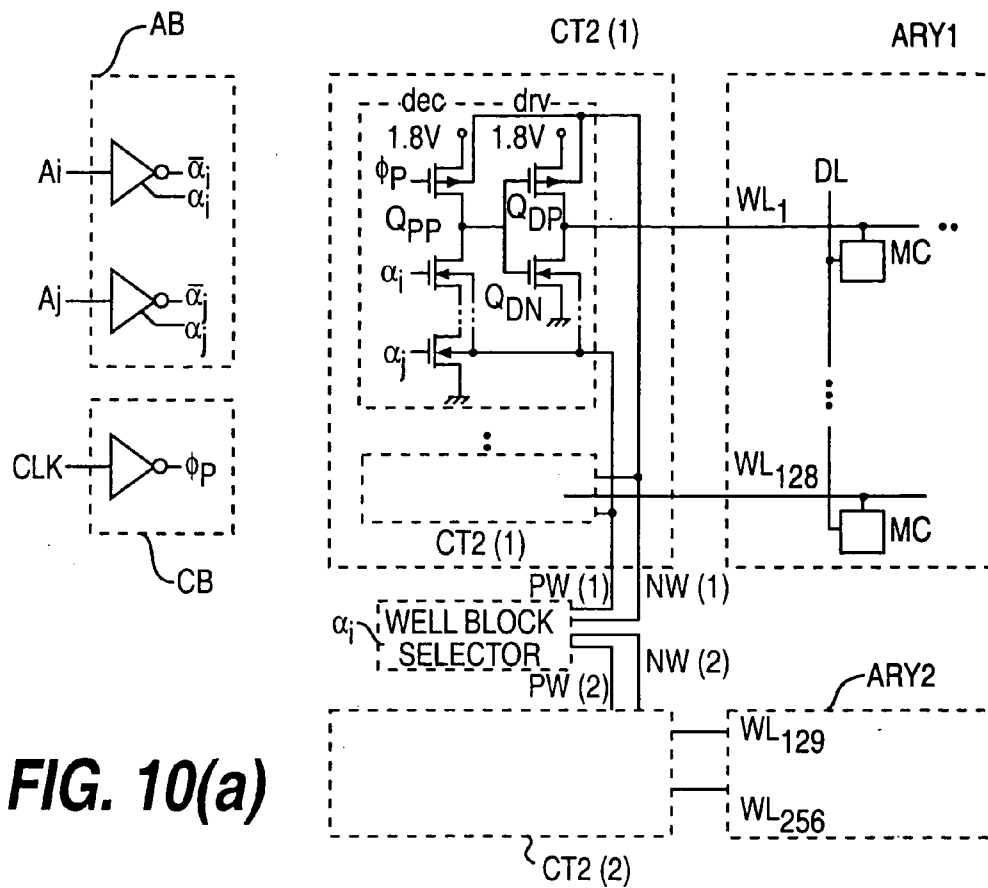 AB
CT2 (1)
ARY1
dec
drv
1.8V
1.8V
Ai
ᾱi
αi
ϕP
QPP
QDP
WL1
DL
MC
αi
QDN
Aj
ᾱj
αj
αj
CLK
ϕP
CB
WL128
MC
CT2 (1)
PW (1)
NW (1)
αi
WELL BLOCK
SELECTOR
NW (2)
PW (2)
ARY2
WL129
WL256
CT2 (2)
FIG. 10(a)